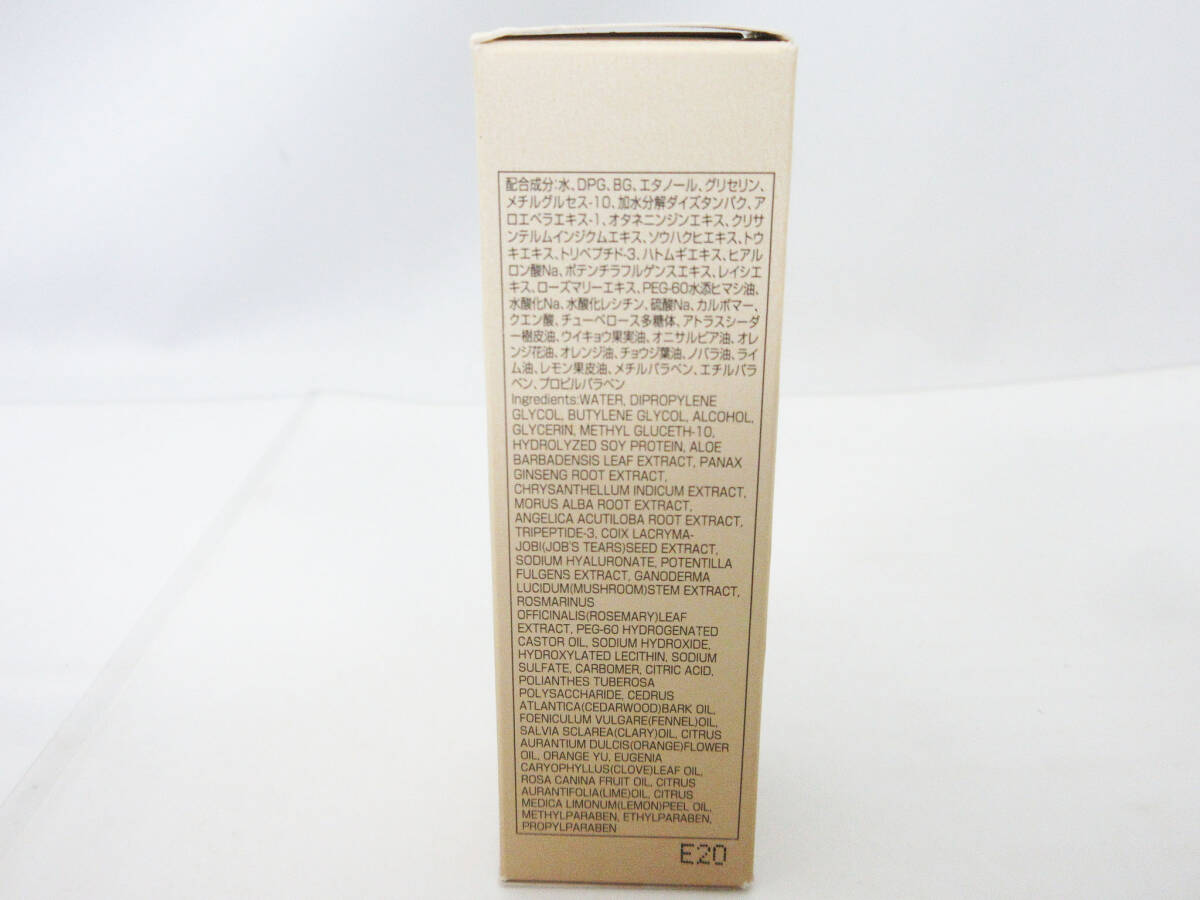 配合成分:水、DPG、BG、エタノール、グリセリン、
メチルグルセス-10、加水分解ダイズタンパク、ア
ロエベラエキス-1、オタネニンジンエキス、クリサ
ンテルムインジクムエキス、ソウハクヒエキス、トウ
キエキス、トリペプチド-3、ハトムギエキス、ヒアル
ロン酸Na、ポテンチラフルゲンスエキス、レイシエ
キス、ローズマリーエキス、PEG-60水添ヒマシ油、
水酸化Na、水酸化レシチン、硫酸Na、カルボマー、
クエン酸、チューベロース多糖体、アトラスシーダ
ー樹皮油、ウイキョウ果実油、オニサルビア油、オレ
ンジ花油、オレンジ油、チョウジ葉油、ノバラ油、ライ
ム油、レモン果皮油、メチルパラベン、エチルパラ
ベン、プロピルパラベン
Ingredients:WATER, DIPROPYLENE
GLYCOL, BUTYLENE GLYCOL, ALCOHOL,
GLYCERIN, METHYL GLUCETH-10,
HYDROLYZED SOY PROTEIN, ALOE
BARBADENSIS LEAF EXTRACT, PANAX
GINSENG ROOT EXTRACT,
CHRYSANTHELLUM INDICUM EXTRACT,
MORUS ALBA ROOT EXTRACT,
ANGELICA ACUTILOBA ROOT EXTRACT,
TRIPEPTIDE-3, COIX LACRYMA-
JOBI(JOB'S TEARS)SEED EXTRACT,
SODIUM HYALURONATE, POTENTILLA
FULGENS EXTRACT, GANODERMA
LUCIDUM(MUSHROOM)STEM EXTRACT,
ROSMARINUS
OFFICINALIS(ROSEMARY)LEAF
EXTRACT, PEG-60 HYDROGENATED
CASTOR OIL, SODIUM HYDROXIDE,
HYDROXYLATED LECITHIN, SODIUM
SULFATE, CARBOMER, CITRIC ACID,
POLIANTHES TUBEROSA
POLYSACCHARIDE, CEDRUS
ATLANTICA(CEDARWOOD)BARK OIL,
FOENICULUM VULGARE(FENNEL)OIL,
SALVIA SCLAREA(CLARY)OIL, CITRUS
AURANTIUM DULCIS(ORANGE)FLOWER
OIL, ORANGE YU, EUGENIA
CARYOPHYLLUS(CLOVE)LEAF OIL,
ROSA CANINA FRUIT OIL, CITRUS
AURANTIFOLIA(LIME)OIL, CITRUS
MEDICA LIMONUM(LEMON)PEEL OIL,
METHYLPARABEN, ETHYLPARABEN,
PROPYLPARABEN
E20